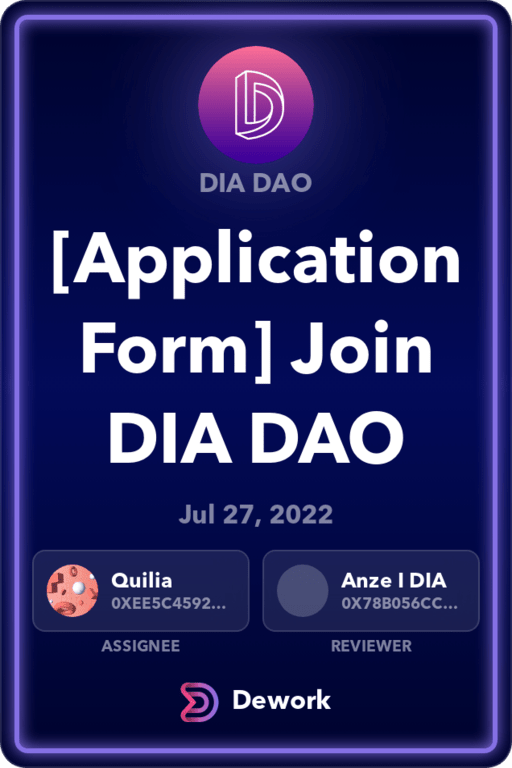 DIA DAO
[Application
Form] Join
DIA DAO
Jul 27, 2022
Quilia
0XEE5C4592...
Anze I DIA
0X78B056CC...
ASSIGNEE
REVIEWER
Dework